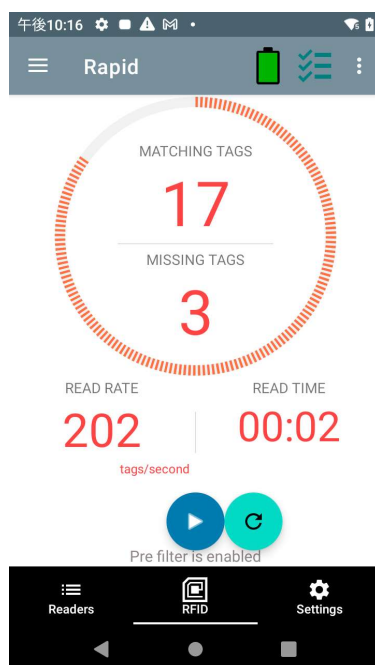 午後10:16
Rapid
MATCHING TAGS
17
MISSING TAGS
3
READ RATE
READ TIME
202
00:02
tags/second
Pre filter is enabled
Readers
RFID
Settings